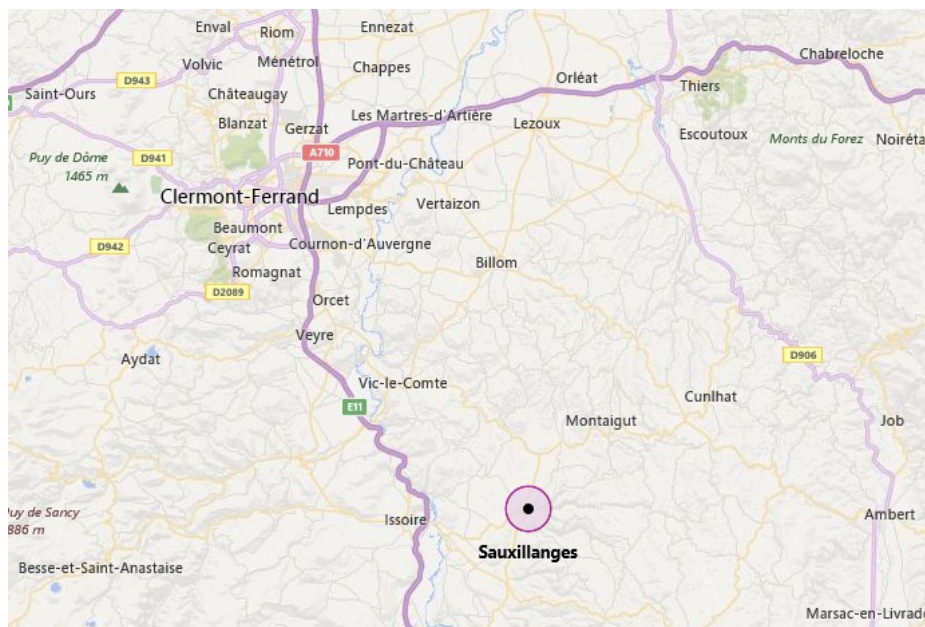 Enval
Riom
Ennezat
Volvic
Ménétrol
Chappes
Chabreloche
D943
Saint-Ours
Châteaugay
Orléat
Thiers
Blanzat
Gerzat
Les Martres-d'Artière
Lezoux
Escoutoux
Monts du Forez
Noiréta
Puy de Dôme
1465 m
D941
A710
Pont-du-Château
Clermont-Ferrand
Lempdes
Vertaizon
Beaumont
Ceyrat
Cournon-d'Auvergne
D942
Romagnat
Billom
D2089
Orcet
Veyre
Aydat
D906
Vic-le-Comte
E11
Cunlhat
Montaigut
Job
Puy de Sancy
886 m
Issoire
Ambert
Sauxillanges
Besse-et-Saint-Anastaise
Marsac-en-Livrado